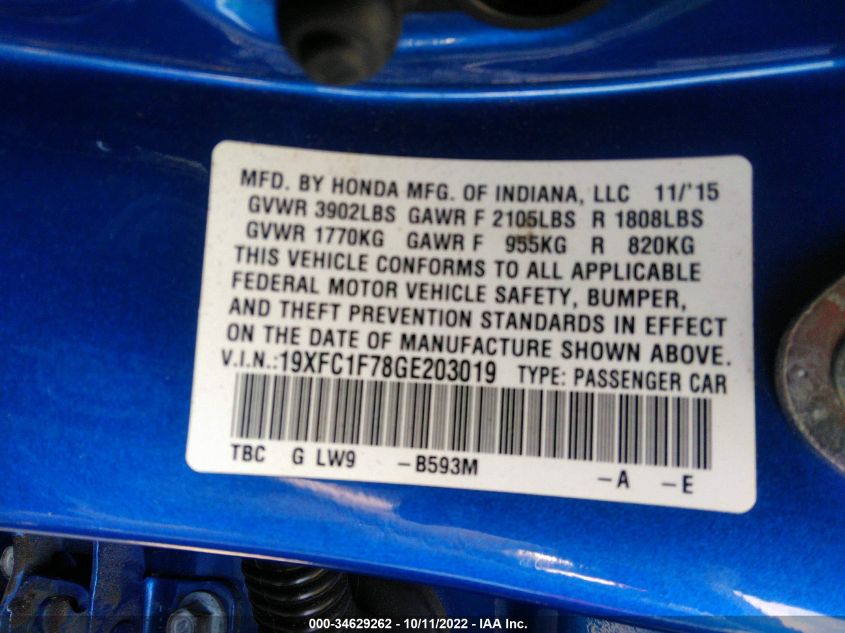 MFD. BY HONDA MFG. OF INDIANA, LLC 11/'15
GVWR 3902LBS GAWR F 2105LBS R 1808LBS
GVWR 1770KG GAWR F 955KG R 820KG
THIS VEHICLE CONFORMS TO ALL APPLICABLE
FEDERAL MOTOR VEHICLE SAFETY, BUMPER,
AND THEFT PREVENTION STANDARDS IN EFFECT
ON THE DATE OF MANUFACTURE SHOWN ABOVE.
V.I.N.:19XFC1F78GE203019 TYPE: PASSENGER CAR
TBC G LW9 -B593M -A -E
000-34629262 - 10/11/2022 - IAA Inc.